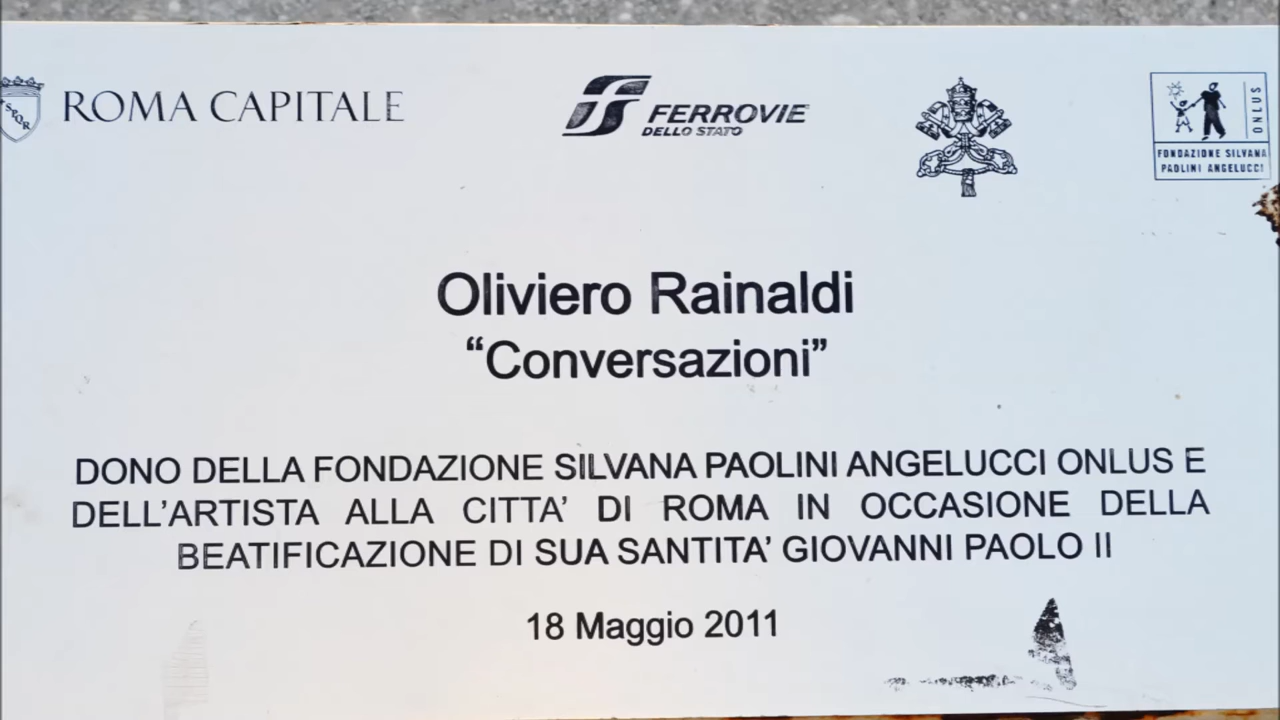 SPQR
ROMA CAPITALE
FERROVIE
DELLO STATO
ONLUS
FONDAZIONE SILVANA
PAOLINI ANGELUCCI
Oliviero Rainaldi
“Conversazioni”
DONO DELLA FONDAZIONE SILVANA PAOLINI ANGELUCCI ONLUS E
DELL’ARTISTA ALLA CITTA’ DI ROMA IN OCCASIONE DELLA
BEATIFICAZIONE DI SUA SANTITA’ GIOVANNI PAOLO II
18 Maggio 2011